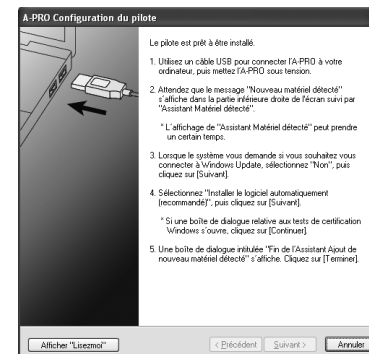 A-PRO Configuration du pilote
Le pilote est prêt à être installé.
1. Utilisez un câble USB pour connecter l'A-PRO à votre
ordinateur, puis mettez l'A-PRO sous tension.
2. Attendez que le message "Nouveau matériel détecté"
s'affiche dans la partie inférieure droite de l'écran suivi par
"Assistant Matériel détecté".
* L'affichage de "Assistant Matériel détecté" peut prendre
un certain temps.
3. Lorsque le système vous demande si vous souhaitez vous
connecter à Windows Update, sélectionnez "Non", puis
cliquez sur [Suivant].
4. Sélectionnez "Installer le logiciel automatiquement
(recommandé)", puis cliquez sur [Suivant].
* Si une boîte de dialogue relative aux tests de certification
Windows s'ouvre, cliquez sur [Continuer].
5. Une boîte de dialogue intitulée "Fin de l'Assistant Ajout de
nouveau matériel détecté" s'affiche. Cliquez sur [Terminer].
Afficher "Lisezmoi" < Précédent Suivant > Annuler